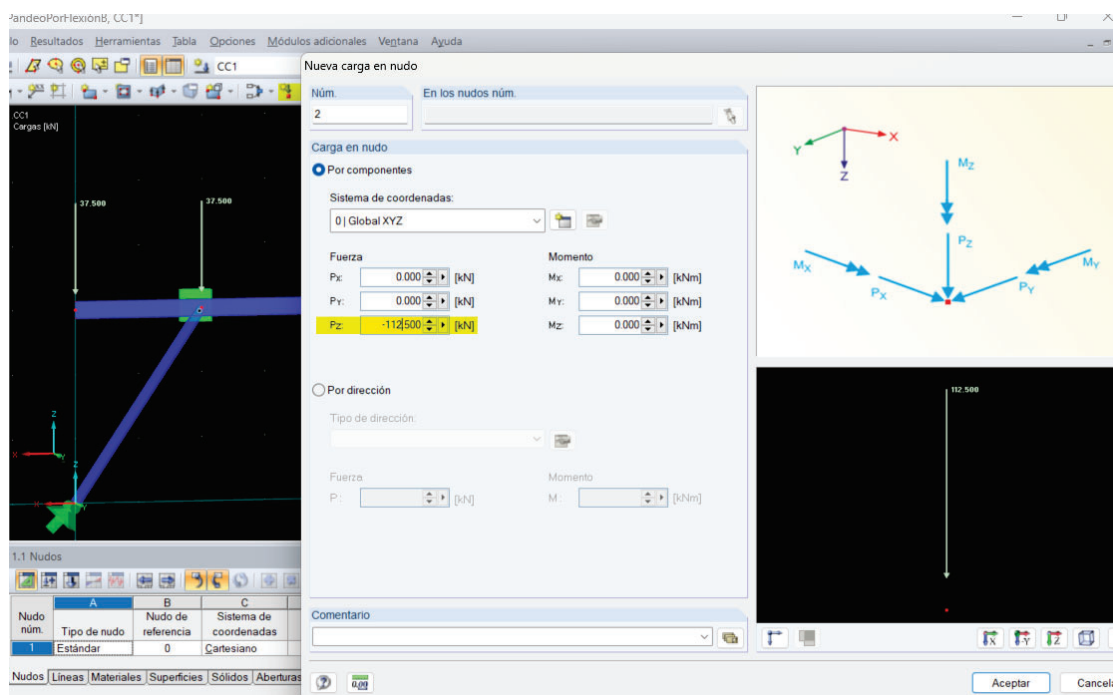 PandeoPorFlexiónB, CC1*]
lo Resultados Herramientas Tabla Opciones Módulos adicionales Ventana Ayuda
CC1
CC1
Cargas [kN]
37.500
37.500
Z
X
Y
Z
Y
Nueva carga en nudo
Núm.
En los nudos núm.
2
Carga en nudo
Por componentes
Sistema de coordenadas:
0 | Global XYZ
Fuerza
Momento
PX: 0.000 [kN]
MX: 0.000 [kNm]
PY: 0.000 [kN]
MY: 0.000 [kNm]
PZ: -112.500 [kN]
MZ: 0.000 [kNm]
Por dirección
Tipo de dirección:
Fuerza
Momento
P: [kN]
M: [kNm]
Comentario
0,00
Y
X
Z
MZ
PZ
MX
MY
PX
PY
112.500
X
-Y
Z
Aceptar
Cancela
1.1 Nudos
A B C
Nudo núm.
Tipo de nudo
Nudo de referencia
Sistema de coordenadas
1 Estándar 0 Cartesiano
Nudos Líneas Materiales Superficies Sólidos Aberturas